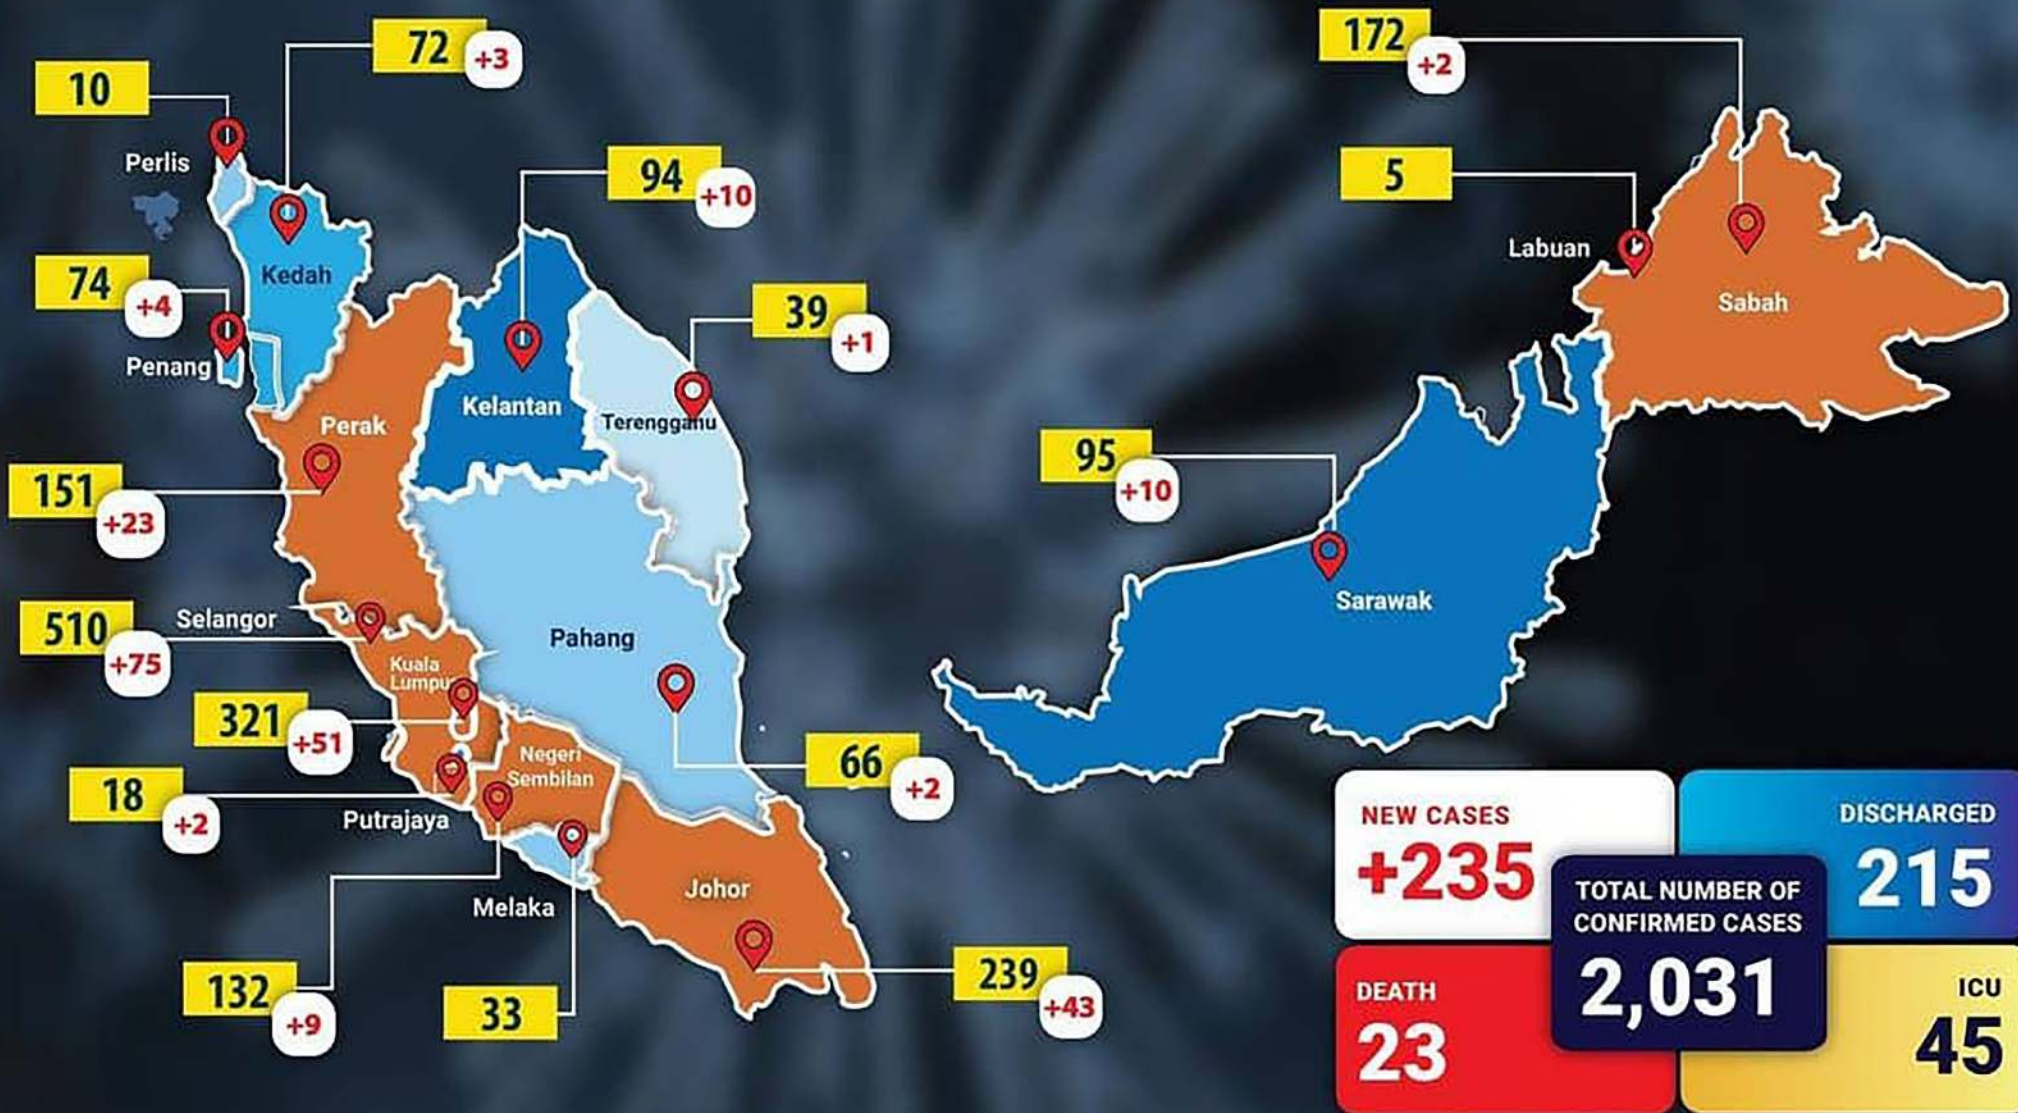 72
+3
10
Perlis
94
+10
Kedah
74
+4
Penang
39
+1
Kelantan
Terengganu
Perak
151
+23
510
+75
Selangor
Pahang
Kuala
Lumpur
321
+51
66
+2
Negeri
Sembilan
18
+2
Putrajaya
Johor
Melaka
132
+9
33
239
+43
172
+2
5
Labuan
Sabah
95
+10
Sarawak
NEW CASES
+235
DISCHARGED
215
TOTAL NUMBER OF
CONFIRMED CASES
2,031
DEATH
23
ICU
45